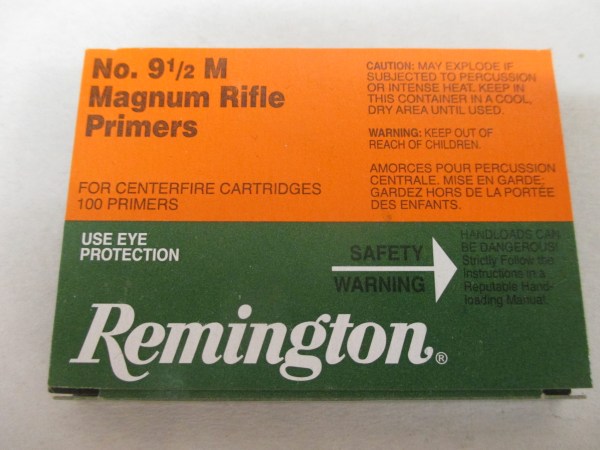 No. 9 1/2 M
Magnum Rifle
Primers
FOR CENTERFIRE CARTRIDGES
100 PRIMERS
CAUTION: MAY EXPLODE IF
SUBJECTED TO PERCUSSION
OR INTENSE HEAT. KEEP IN
THIS CONTAINER IN A COOL,
DRY AREA UNTIL USED.
WARNING: KEEP OUT OF
REACH OF CHILDREN.
AMORCES POUR PERCUSSION
CENTRALE. MISE EN GARDE:
GARDEZ HORS DE LA PORTÉE
DES ENFANTS.
USE EYE
PROTECTION
SAFETY
WARNING
HANDLOADS CAN
BE DANGEROUS!
Strictly Follow the
Instructions in a
Reputable Hand-
loading Manual.
Remington®